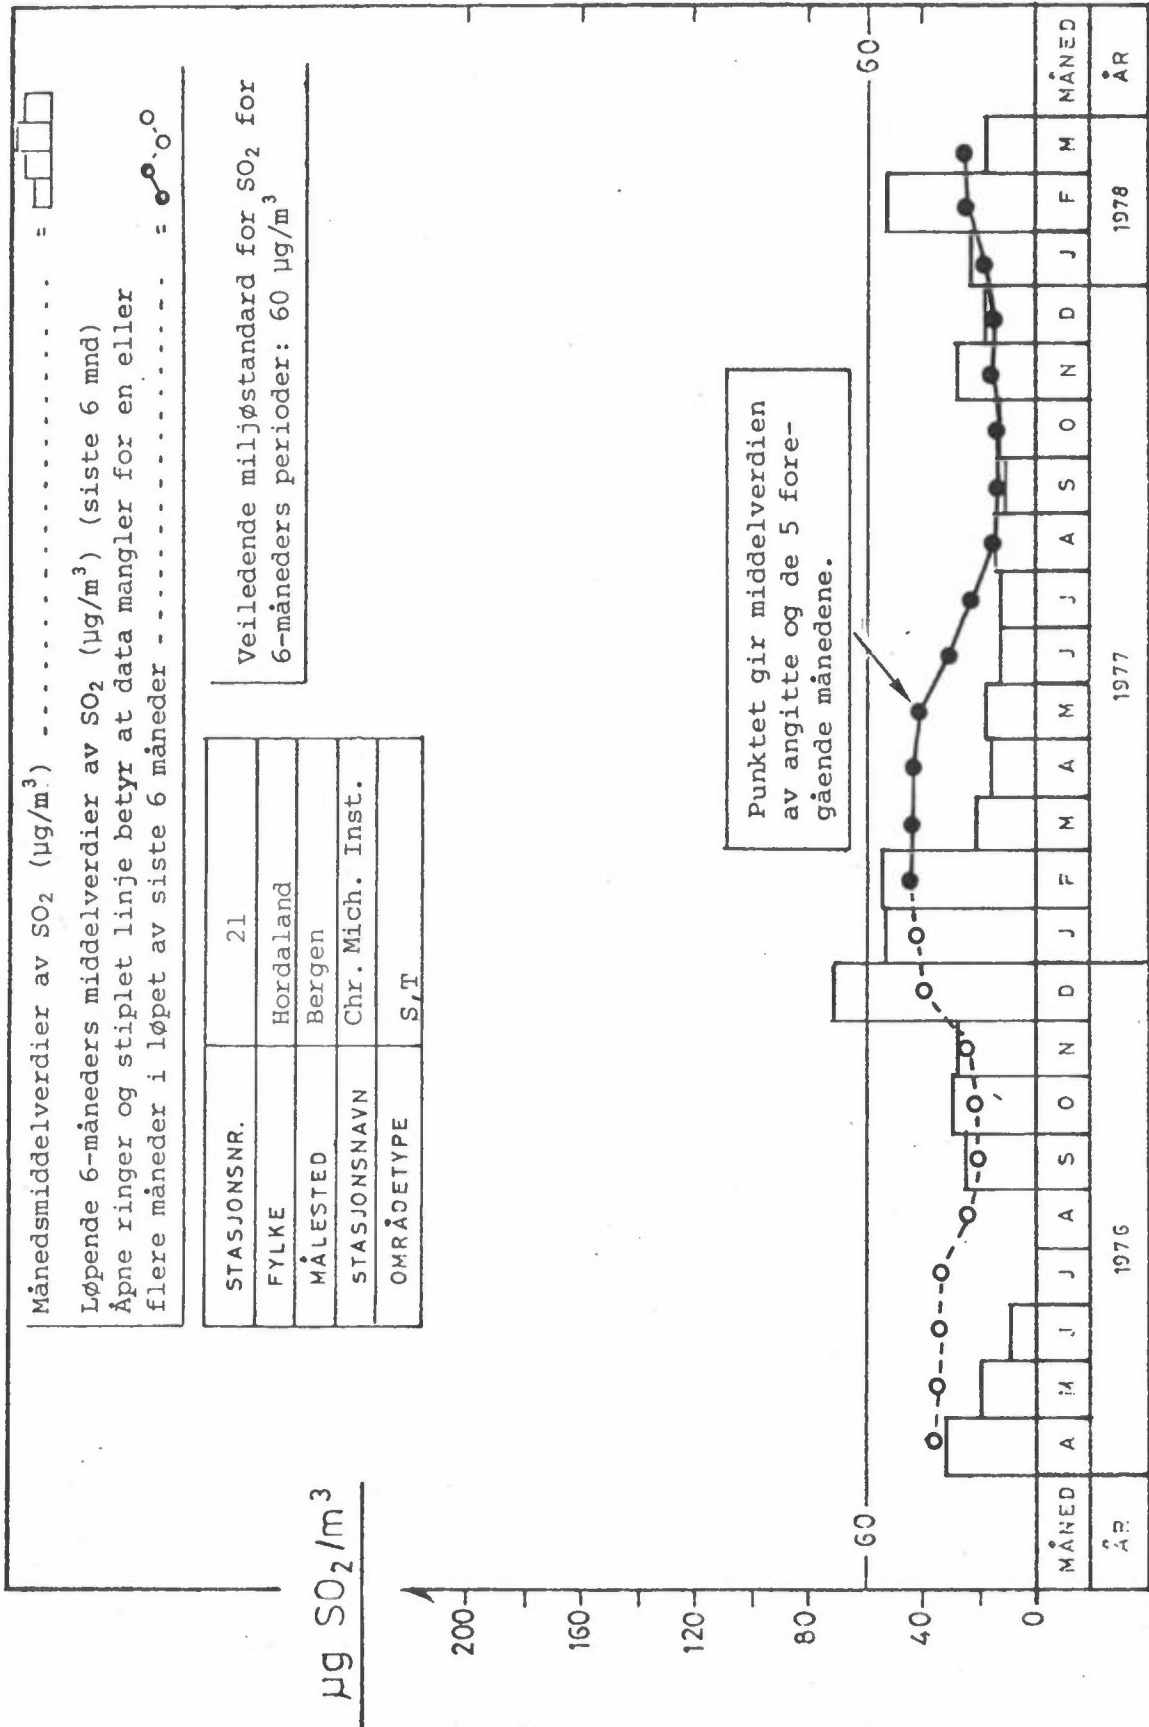 Månedsmiddelverdier av SO₂ (µg/m³) -------------------- =
Løpende 6-måneders middelverdier av SO₂ (µg/m³) (siste 6 mnd)
Åpne ringer og stiplet linje betyr at data mangler for en eller
flere måneder i løpet av siste 6 måneder -------------------- =
STASJONSNR. 21
FYLKE Hordaland
MÅLESTED Bergen
STASJONSNAVN Chr. Mich. Inst.
OMRÅDETYPE S,T
Veiledende miljøstandard for SO₂ for
6-måneders perioder: 60 µg/m³
µg SO₂/m³
200
160
120
80
40
0
60 60
Punktet gir middelverdien
av angitte og de 5 fore-
gående månedene.
MÅNED A M J J A S O N D J F M A M J J A S O N D J F M MÅNED
ÅR 1976 1977 1978 ÅR